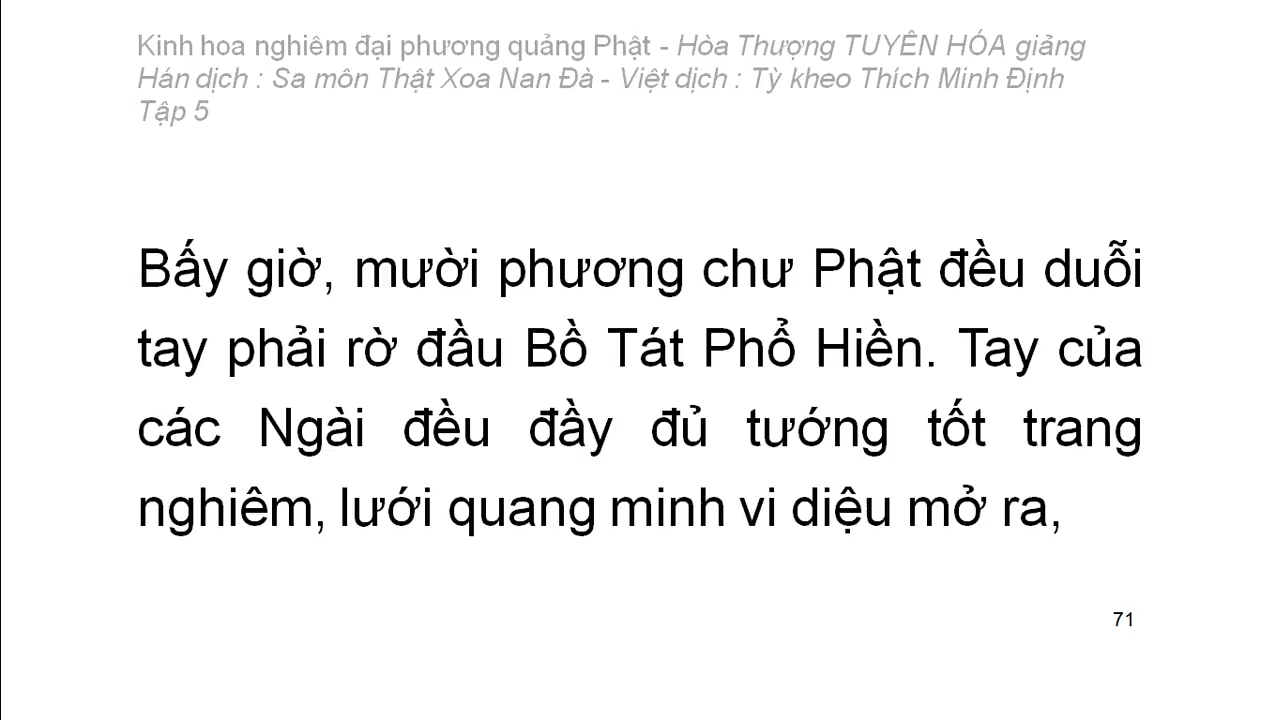 Kinh hoa nghiêm đại phương quảng Phật - Hòa Thượng TUYÊN HÓA giảng
Hán dịch : Sa môn Thật Xoa Nan Đà - Việt dịch : Tỳ kheo Thích Minh Định
Tập 5
Bấy giờ, mười phương chư Phật đều duỗi
tay phải rờ đầu Bồ Tát Phổ Hiền. Tay của
các Ngài đều đầy đủ tướng tốt trang
nghiêm, lưới quang minh vi diệu mở ra,
71